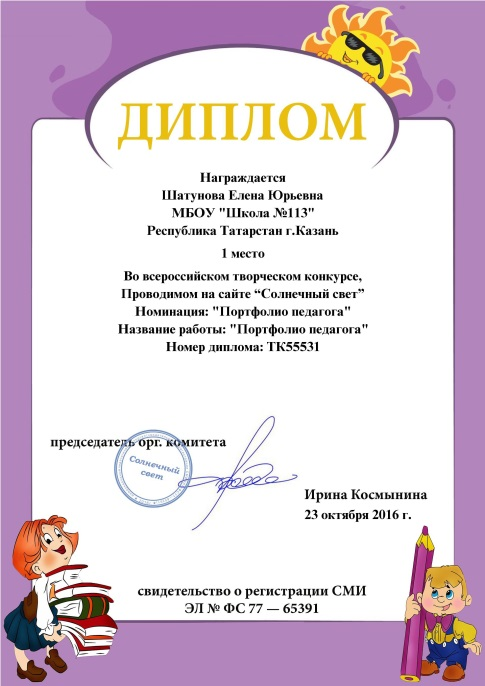 ДИПЛОМ
Награждается
Шатунова Елена Юрьевна
МБОУ "Школа №113"
Республика Татарстан г.Казань
1 место
Во всероссийском творческом конкурсе,
Проводимом на сайте “Солнечный свет”
Номинация: "Портфолио педагога"
Название работы: "Портфолио педагога"
Номер диплома: ТК55531
председатель орг. комитета
Солнечный
свет
Ирина Космынина
23 октября 2016 г.
свидетельство о регистрации СМИ
ЭЛ № ФС 77 — 65391